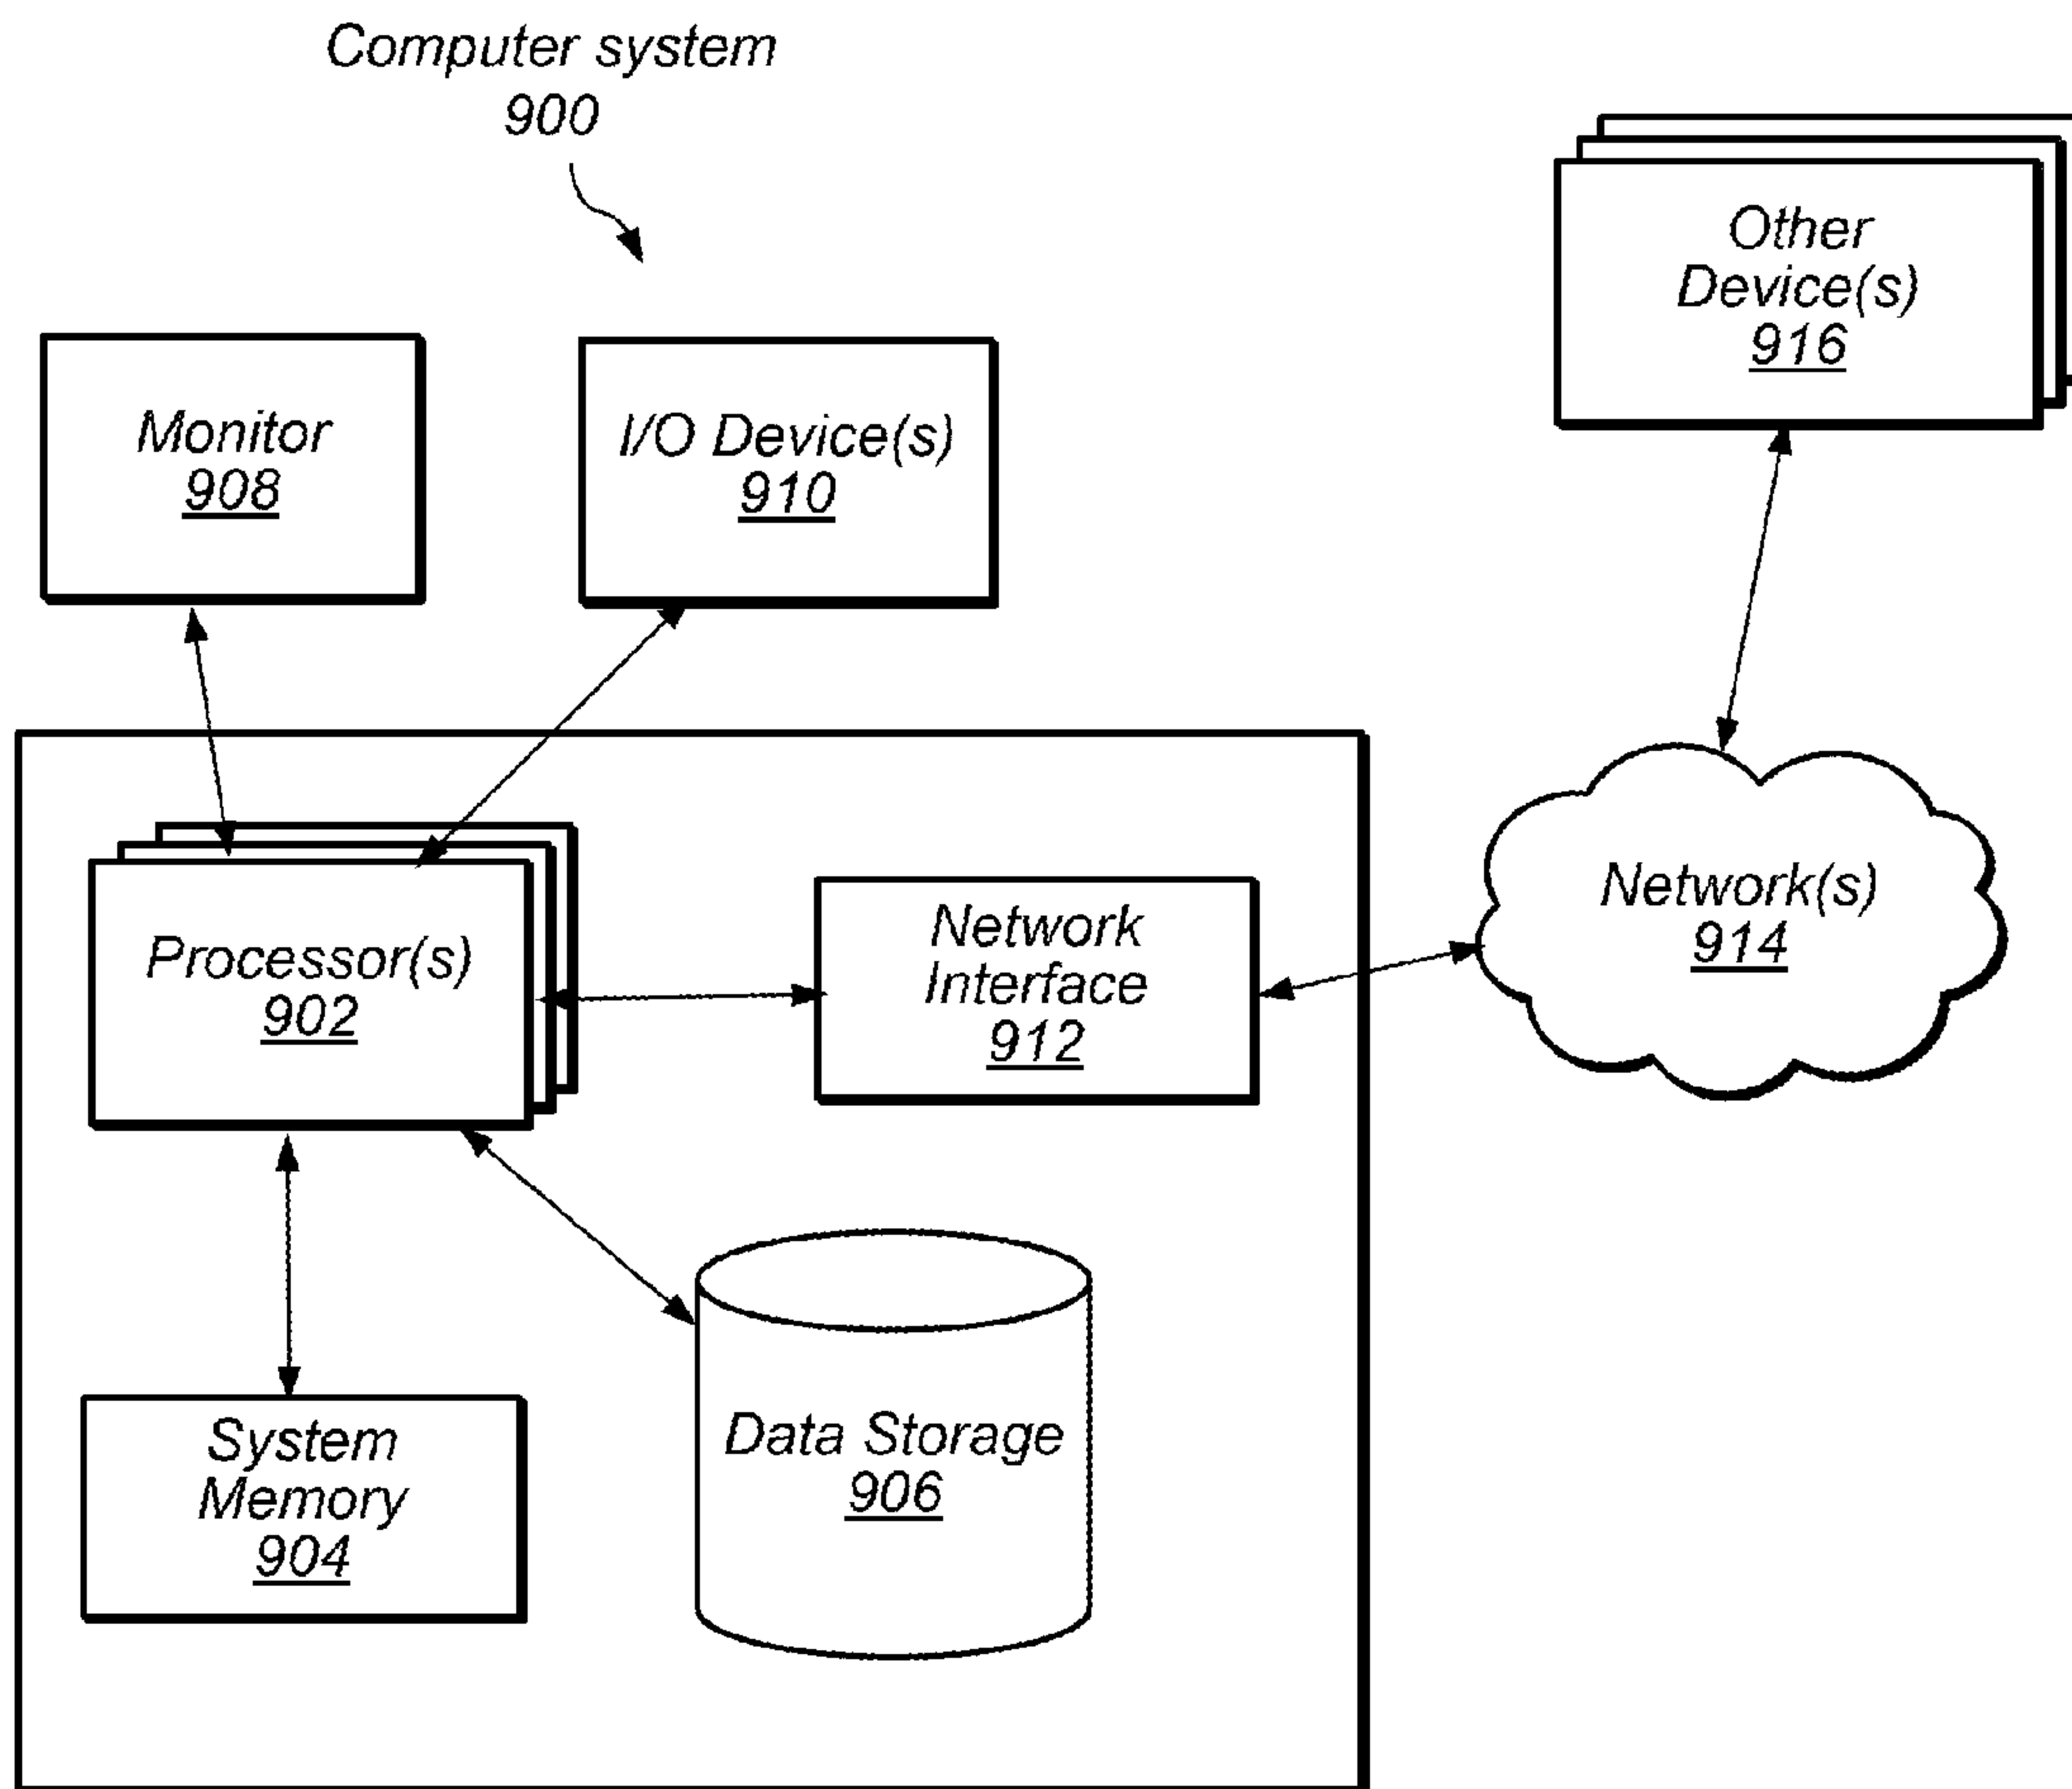 Computer system
900
Other
Device(s)
916
Monitor
908
I/O Device(s)
910
Processor(s)
902
Network
Interface
912
Network(s)
914
System
Memory
904
Data Storage
906